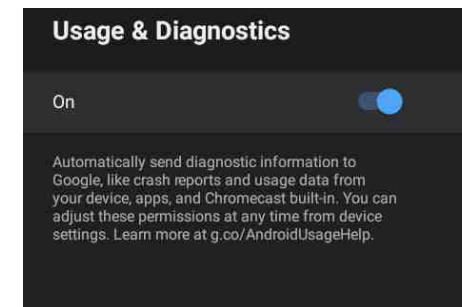 Usage & Diagnostics
On
Automatically send diagnostic information to
Google, like crash reports and usage data from
your device, apps, and Chromecast built-in. You can
adjust these permissions at any time from device
settings. Learn more at g.co/AndroidUsageHelp.